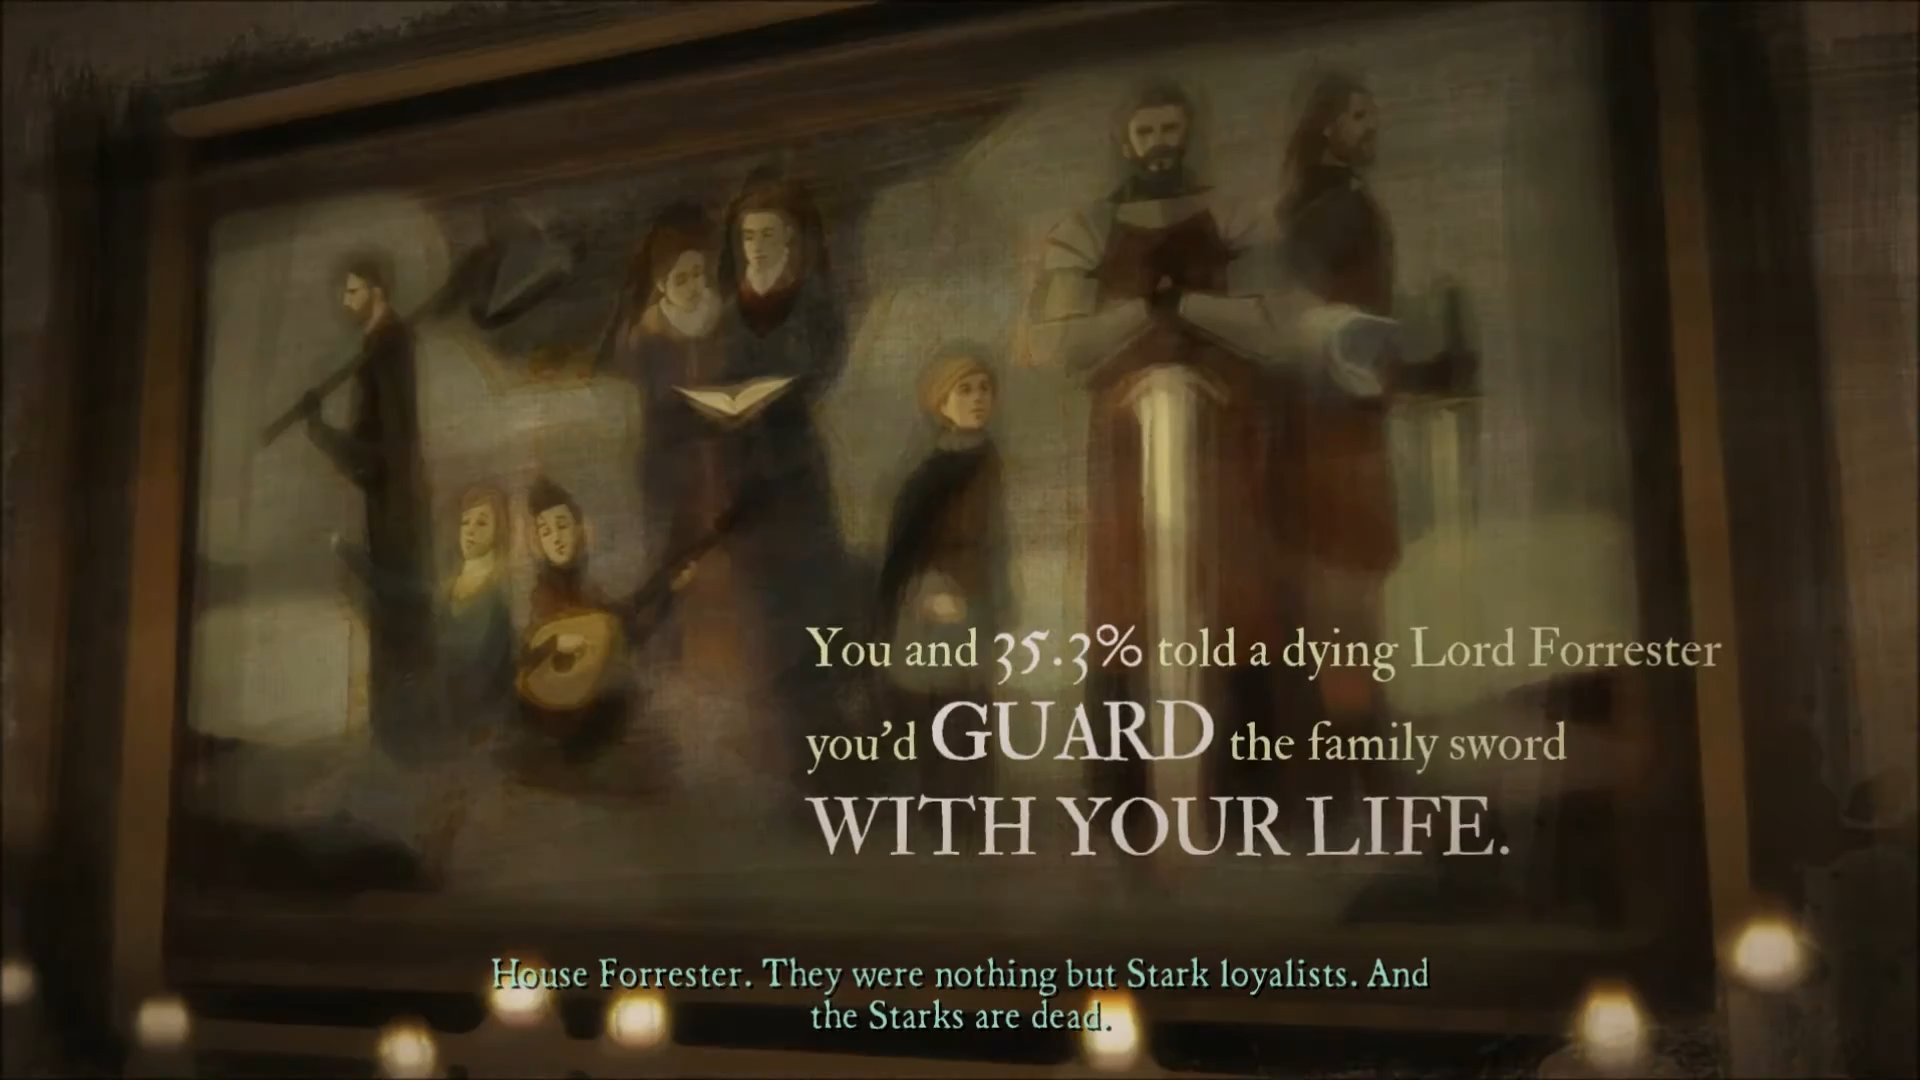 You and 35.3% told a dying Lord Forrester
you'd GUARD the family sword
WITH YOUR LIFE.
House Forrester. They were nothing but Stark loyalists. And
the Starks are dead.